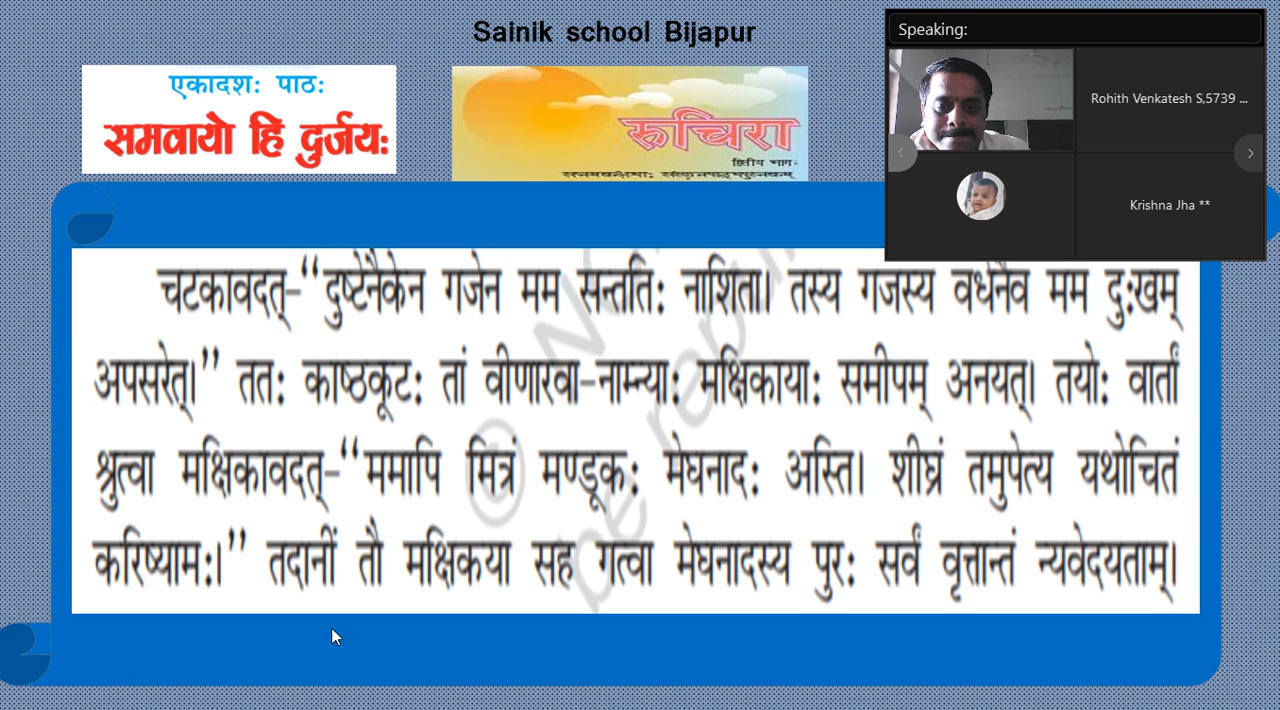 Sainik school Bijapur
Speaking:
एकादशः पाठः
समवायो हि दुर्जयः
रुचिरा
द्वितीय भागः
Rohith Venkatesh S,5739 ...
Krishna Jha **
चटकावदत्-“दुष्टेनैकेन गजेन मम सन्ततिः नाशिता। तस्य गजस्य वधेनैव मम दुःखम्
अपसरेत्।” ततः काष्ठकूटः तां वीणारवा-नाम्न्याः मक्षिकायाः समीपम् अनयत्। तयोः वार्तां
श्रुत्वा मक्षिकावदत्-“ममापि मित्रं मण्डूकः मेघनादः अस्ति। शीघ्रं तमुपेत्य यथोचितं
करिष्यामः।” तदानीं तौ मक्षिकया सह गत्वा मेघनादस्य पुरः सर्वं वृत्तान्तं न्यवेदयताम्।